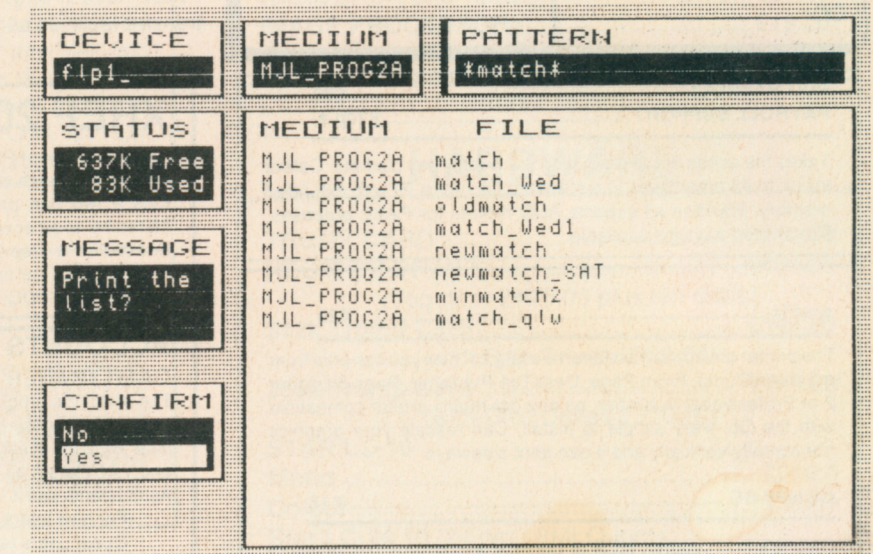 DEVICE
flp1_
MEDIUM
MJL_PROG2A
PATTERN
*match*
STATUS
637K Free
83K Used
MESSAGE
Print the
list?
CONFIRM
No
Yes
MEDIUM FILE
MJL_PROG2A match
MJL_PROG2A match_Wed
MJL_PROG2A oldmatch
MJL_PROG2A match_Wed1
MJL_PROG2A newmatch
MJL_PROG2A newmatch_SAT
MJL_PROG2A minmatch2
MJL_PROG2A match_qlw